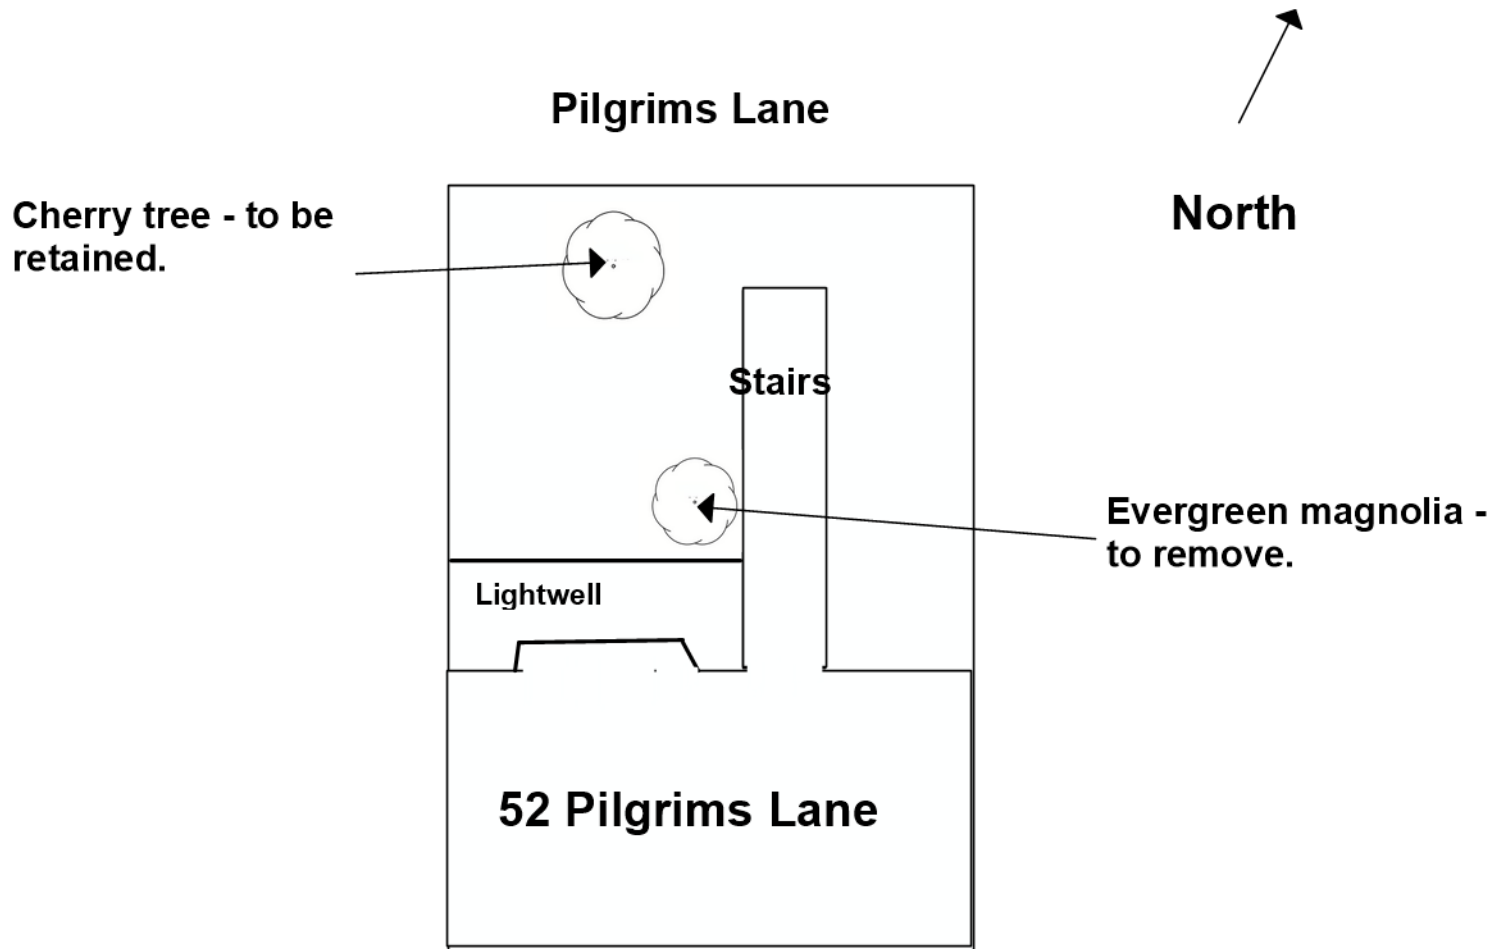 Pilgrims Lane
Cherry tree - to be
retained.
North
Stairs
Evergreen magnolia -
to remove.
Lightwell
52 Pilgrims Lane